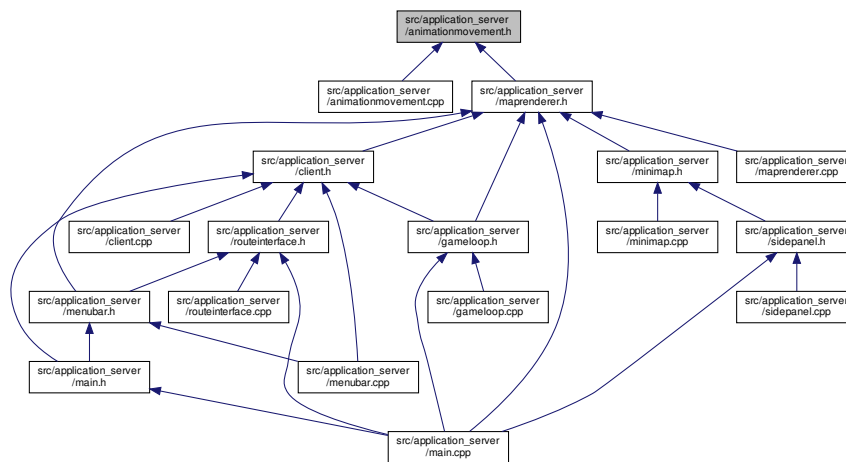 src/application_server
/animationmovement.h
src/application_server
/animationmovement.cpp
src/application_server
/maprenderer.h
src/application_server
/client.h
src/application_server
/minimap.h
src/application_server
/maprenderer.cpp
src/application_server
/client.cpp
src/application_server
/routeinterface.h
src/application_server
/gameloop.h
src/application_server
/minimap.cpp
src/application_server
/sidepanel.h
src/application_server
/menubar.h
src/application_server
/routeinterface.cpp
src/application_server
/gameloop.cpp
src/application_server
/sidepanel.cpp
src/application_server
/main.h
src/application_server
/menubar.cpp
src/application_server
/main.cpp